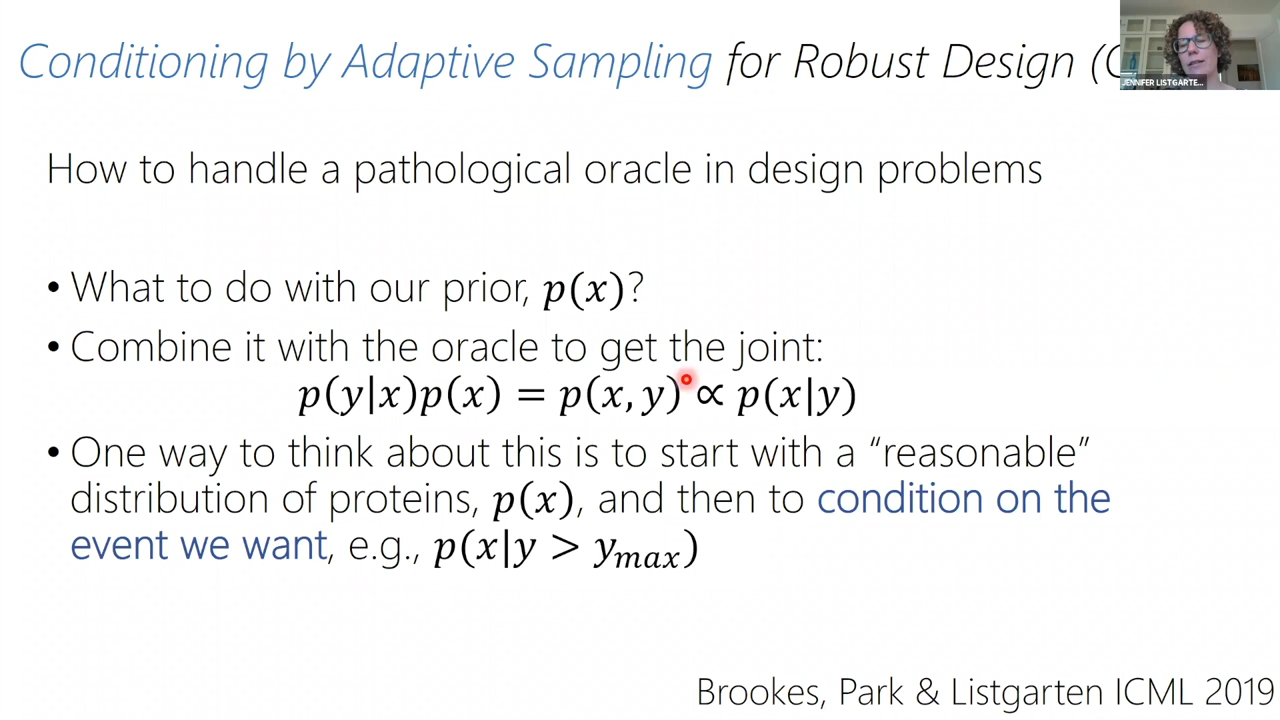 Conditioning by Adaptive Sampling for Robust Design (
JENNIFER LISTGARTE...
How to handle a pathological oracle in design problems
• What to do with our prior, p(x)?
• Combine it with the oracle to get the joint:
p(y|x)p(x) = p(x, y) ∝ p(x|y)
• One way to think about this is to start with a “reasonable”
distribution of proteins, p(x), and then to condition on the
event we want, e.g., p(x|y > y_max)
Brookes, Park & Listgarten ICML 2019